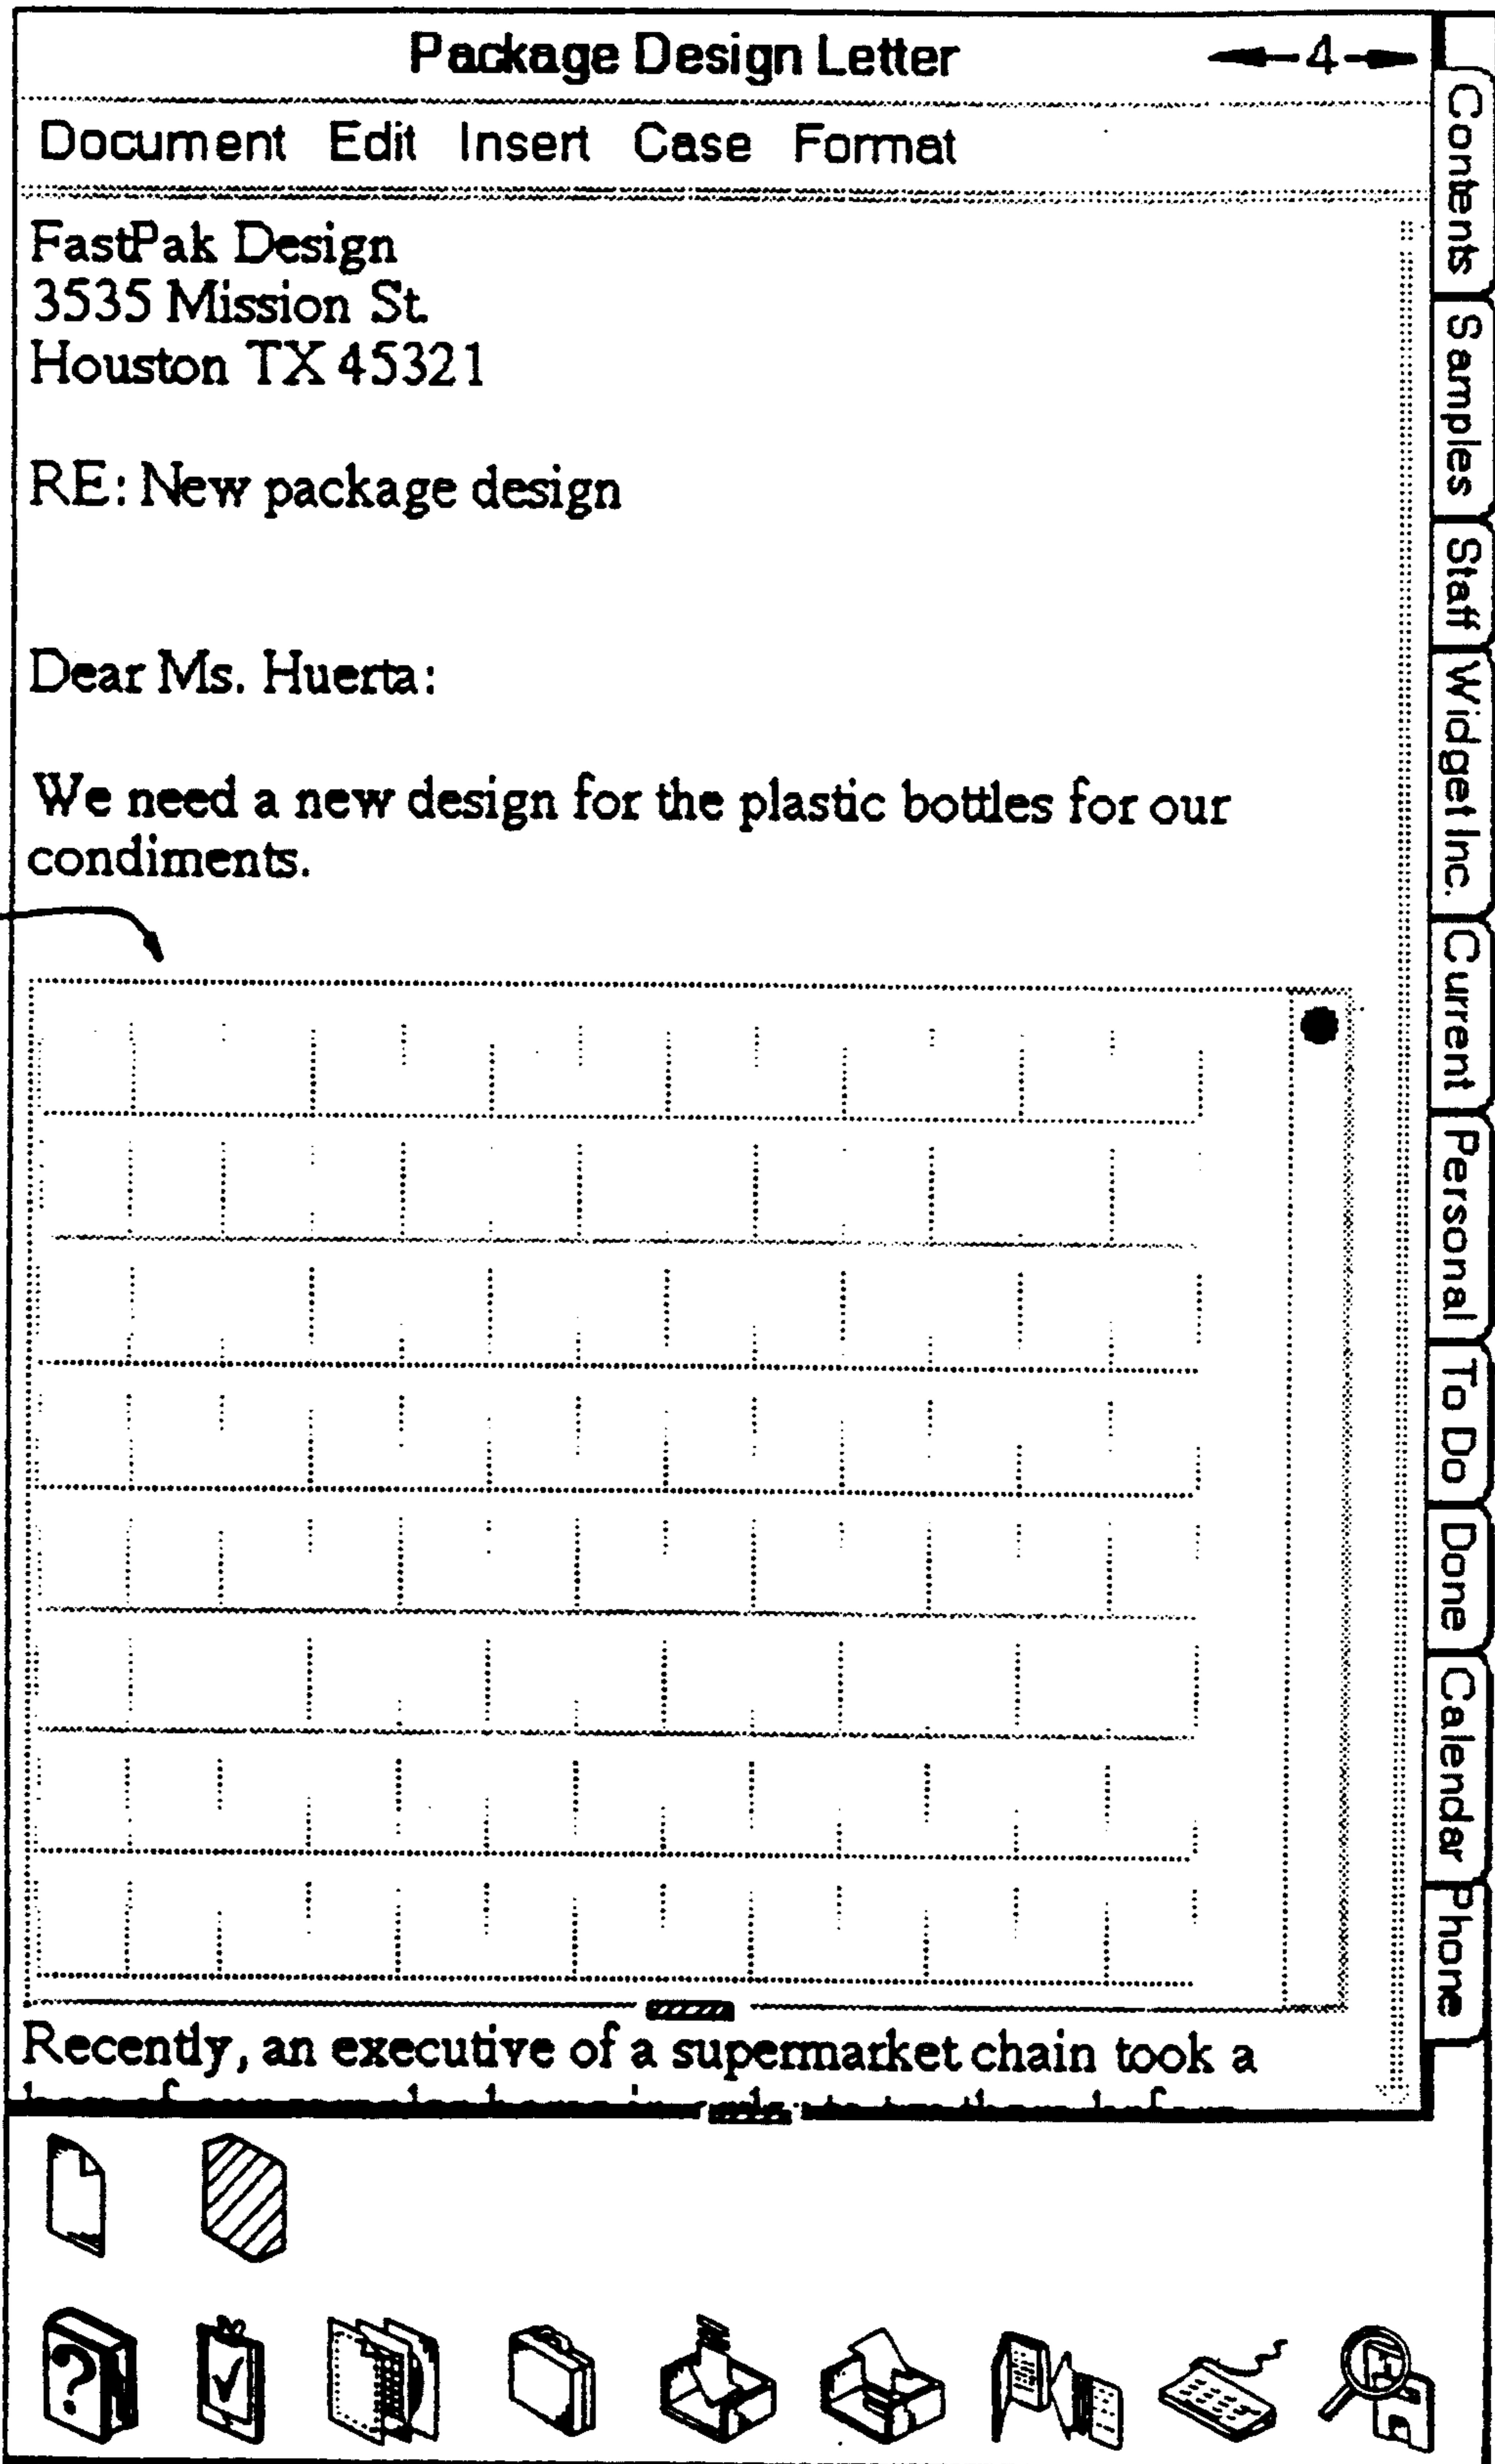 Package Design Letter
4
Document Edit Insert Case Format
FastPak Design
3535 Mission St.
Houston TX 45321
RE: New package design
Dear Ms. Huerta:
We need a new design for the plastic bottles for our
condiments.
Recently, an executive of a supermarket chain took a
Contents
Samples
Staff
Widget Inc.
Current
Personal
To Do
Done
Calendar
Phone
?